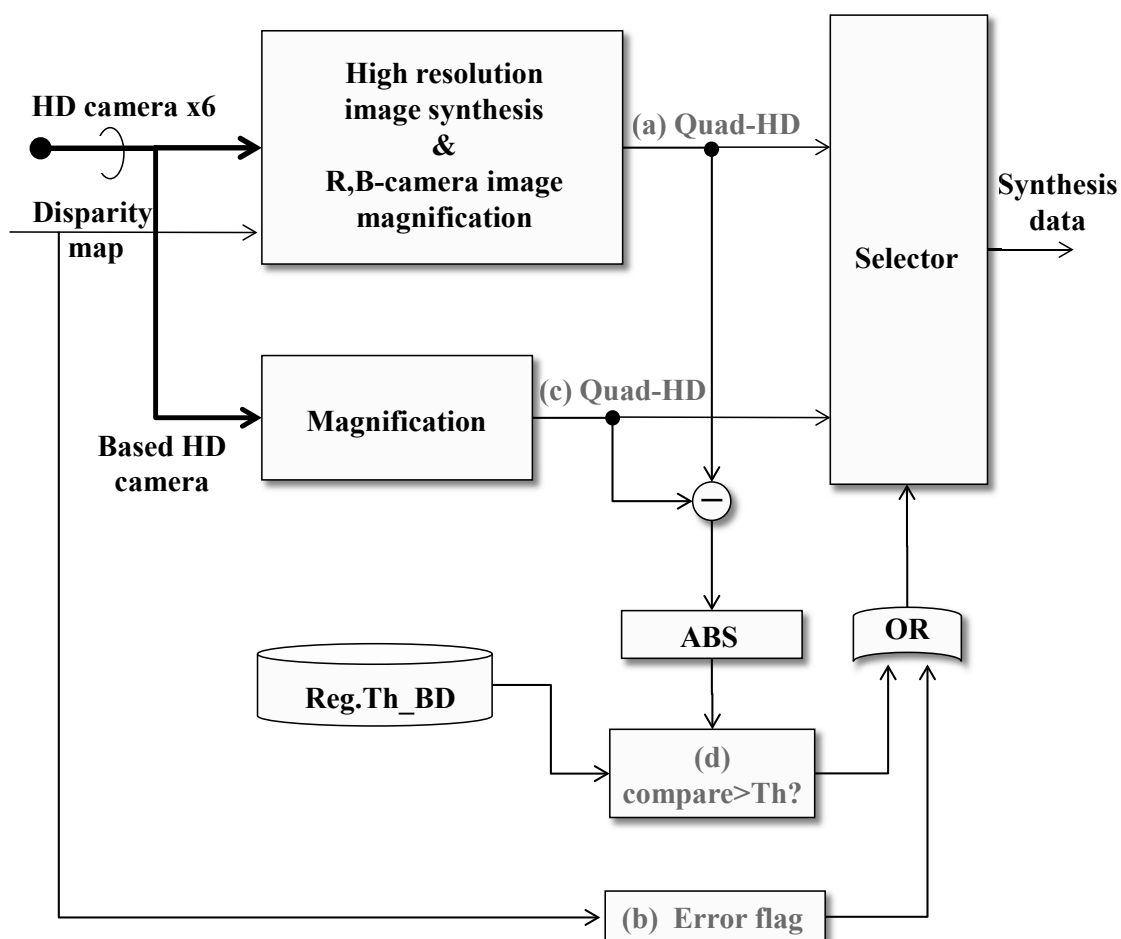 High resolution
image synthesis
&
R,B-camera image
magnification
HD camera x6
(a) Quad-HD
Disparity
map
Synthesis
data
Selector
Magnification
(c) Quad-HD
Based HD
camera
−
ABS
OR
Reg.Th_BD
(d)
compare>Th?
(b) Error flag